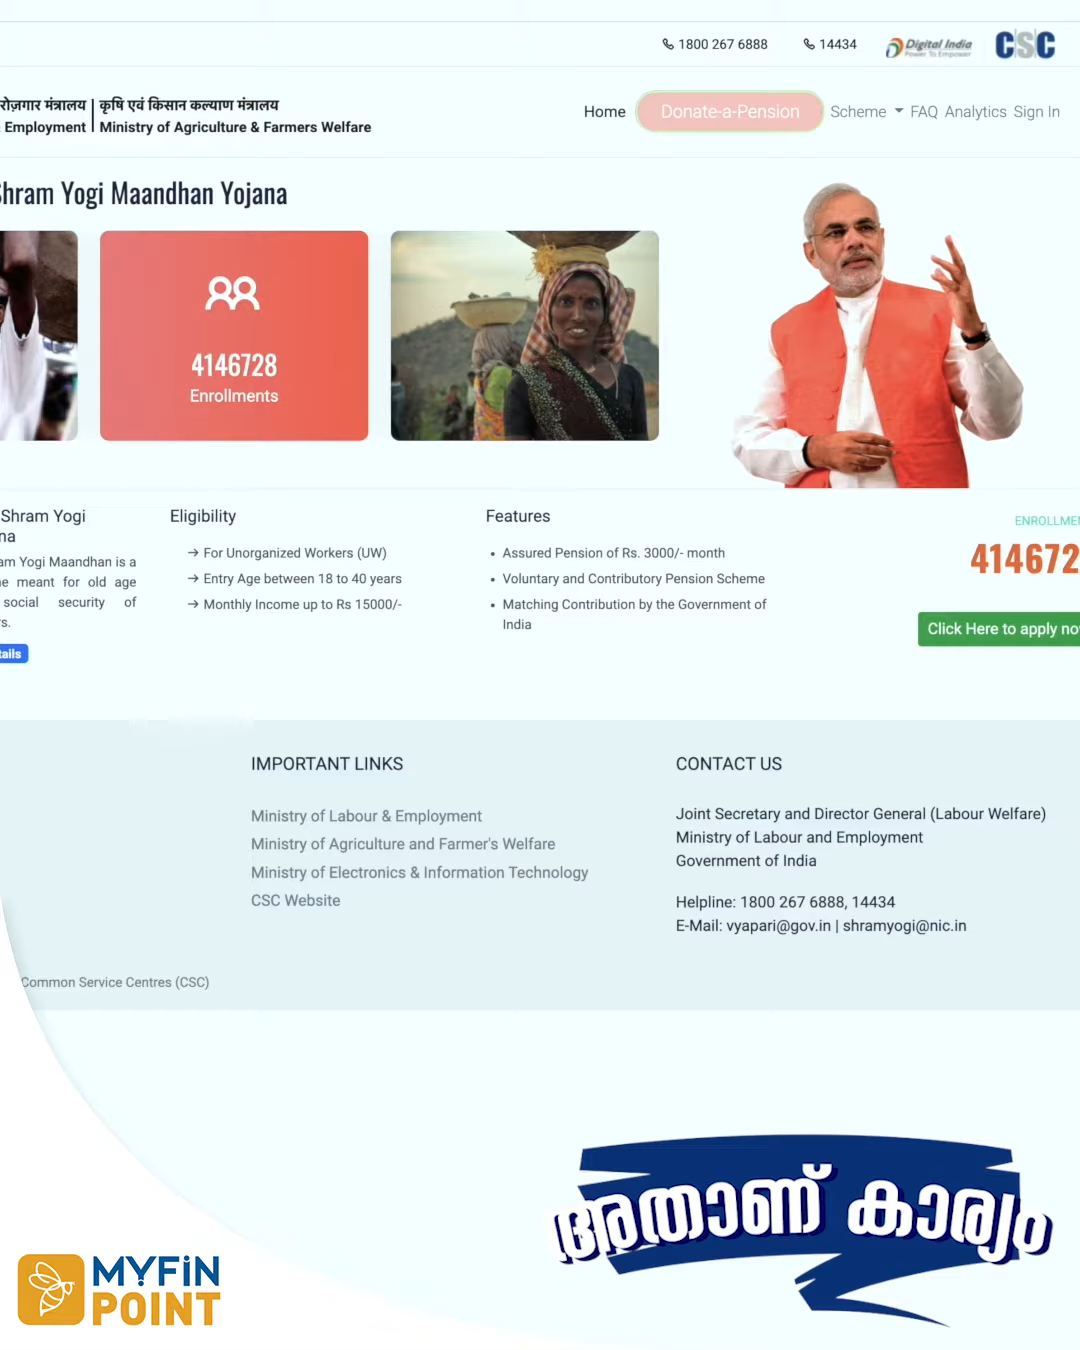 1800 267 6888
14434
Digital India
Power To Empower
CSC
रोज़गार मंत्रालय | कृषि एवं किसान कल्याण मंत्रालय
Employment | Ministry of Agriculture & Farmers Welfare
Home
Donate-a-Pension
Scheme
FAQ
Analytics
Sign In
Shram Yogi Maandhan Yojana
4146728
Enrollments
Shram Yogi
na
am Yogi Maandhan is a
e meant for old age
social security of
s.
tails
Eligibility
→ For Unorganized Workers (UW)
→ Entry Age between 18 to 40 years
→ Monthly Income up to Rs 15000/-
Features
• Assured Pension of Rs. 3000/- month
• Voluntary and Contributory Pension Scheme
• Matching Contribution by the Government of
India
ENROLLMEN
414672
Click Here to apply no
IMPORTANT LINKS
Ministry of Labour & Employment
Ministry of Agriculture and Farmer's Welfare
Ministry of Electronics & Information Technology
CSC Website
CONTACT US
Joint Secretary and Director General (Labour Welfare)
Ministry of Labour and Employment
Government of India
Helpline: 1800 267 6888, 14434
E-Mail: vyapari@gov.in | shramyogi@nic.in
Common Service Centres (CSC)
അതാണ് കാര്യം
MYFiN
POINT